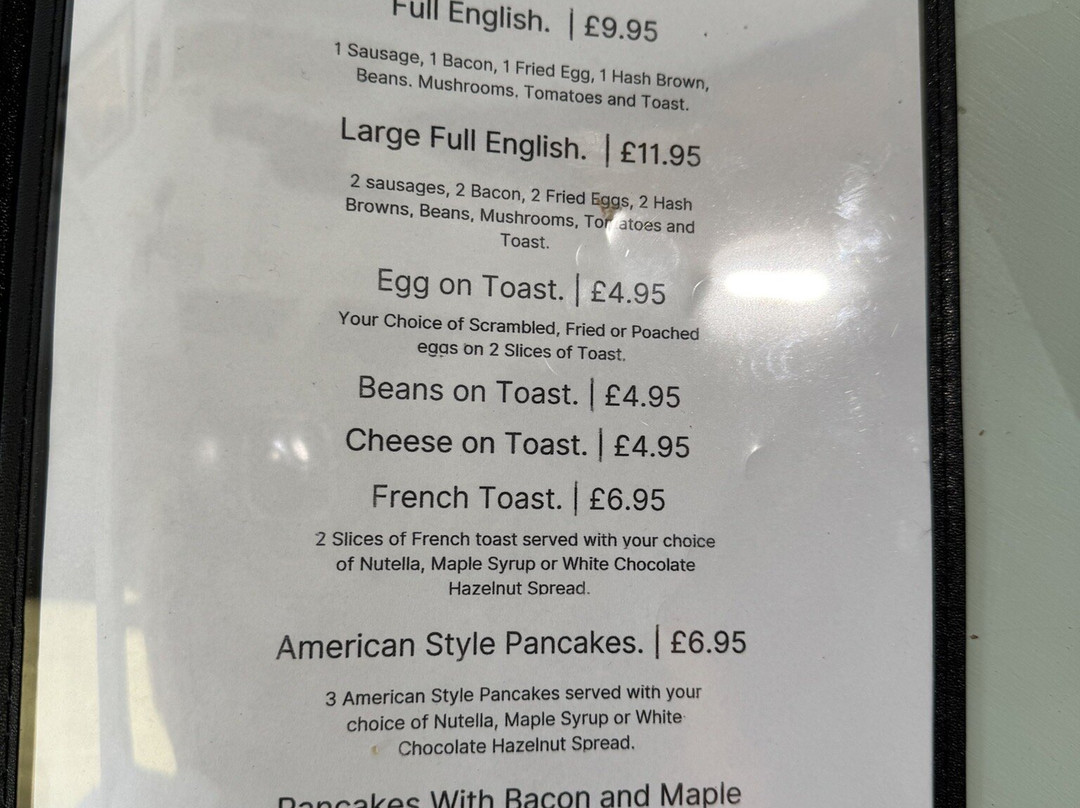 Full English. | £9.95
1 Sausage, 1 Bacon, 1 Fried Egg, 1 Hash Brown,
Beans. Mushrooms. Tomatoes and Toast.
Large Full English. | £11.95
2 sausages, 2 Bacon, 2 Fried Eggs, 2 Hash
Browns, Beans, Mushrooms, Tomatoes and
Toast.
Egg on Toast. | £4.95
Your Choice of Scrambled, Fried or Poached
eggs on 2 Slices of Toast.
Beans on Toast. | £4.95
Cheese on Toast. | £4.95
French Toast. | £6.95
2 Slices of French toast served with your choice
of Nutella, Maple Syrup or White Chocolate
Hazelnut Spread.
American Style Pancakes. | £6.95
3 American Style Pancakes served with your
choice of Nutella, Maple Syrup or White
Chocolate Hazelnut Spread.
Pancakes With Bacon and Maple